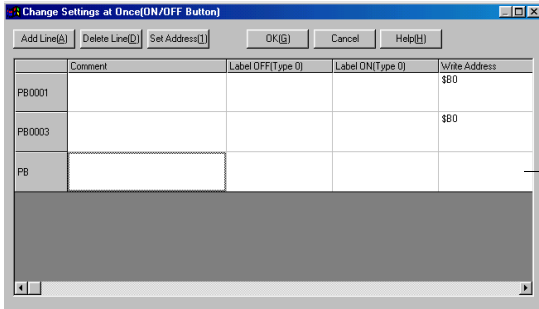 Change Settings at Once(ON/OFF Button)
Add Line(A) Delete Line(D) Set Address(1) OK(G) Cancel Help(H)
Comment Label OFF(Type 0) Label ON(Type 0) Write Address
PB0001 $B0
PB0003 $B0
PB